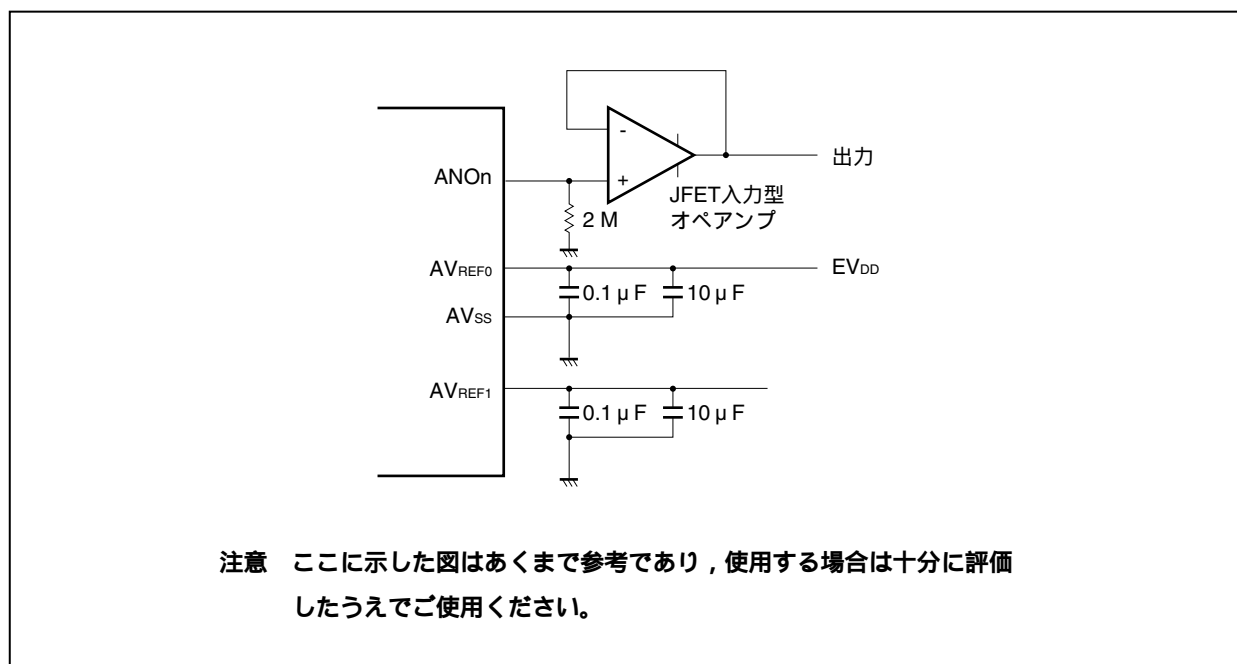 -
出力
ANOn
+
JFET入力型
オペアンプ
2 M
AVREF0
EVDD
0.1 μ F
10 μ F
AVSS
AVREF1
0.1 μ F
10 μ F
注意 ここに示した図はあくまで参考であり，使用する場合は十分に評価
したうえでご使用ください。